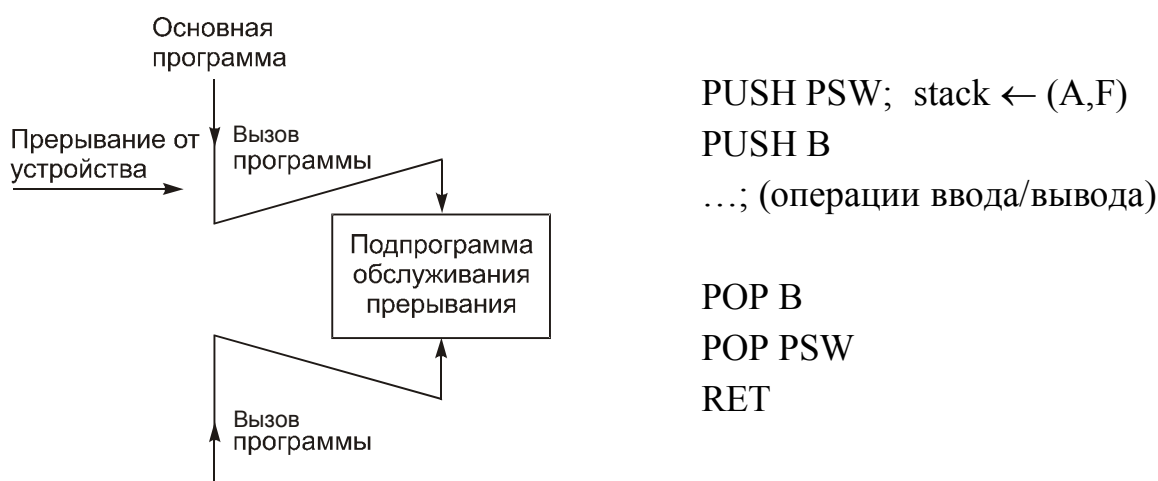 Основная
программа
Прерывание от
устройства
Вызов
программы
Подпрограмма
обслуживания
прерывания
Вызов
программы
PUSH PSW; stack ← (A,F)
PUSH B
…; (операции ввода/вывода)
POP B
POP PSW
RET